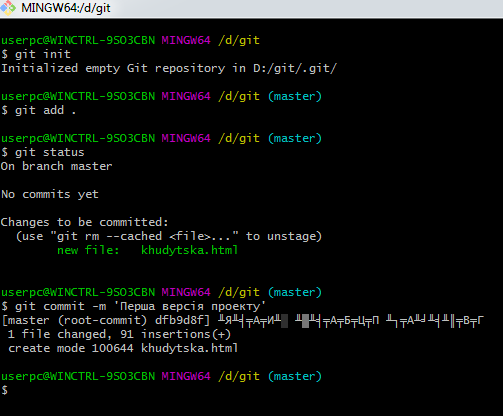 MINGW64:/d/git
userpc@WINCTRL-9SO3CBN MINGW64 /d/git
$ git init
Initialized empty Git repository in D:/git/.git/
userpc@WINCTRL-9SO3CBN MINGW64 /d/git (master)
$ git add .
userpc@WINCTRL-9SO3CBN MINGW64 /d/git (master)
$ git status
On branch master
No commits yet
Changes to be committed:
(use "git rm --cached <file>..." to unstage)
new file: khudytska.html
userpc@WINCTRL-9SO3CBN MINGW64 /d/git (master)
$ git commit -m 'Перша версія проекту'
[master (root-commit) dfb9d8f]
1 file changed, 91 insertions(+)
create mode 100644 khudytska.html
userpc@WINCTRL-9SO3CBN MINGW64 /d/git (master)
$